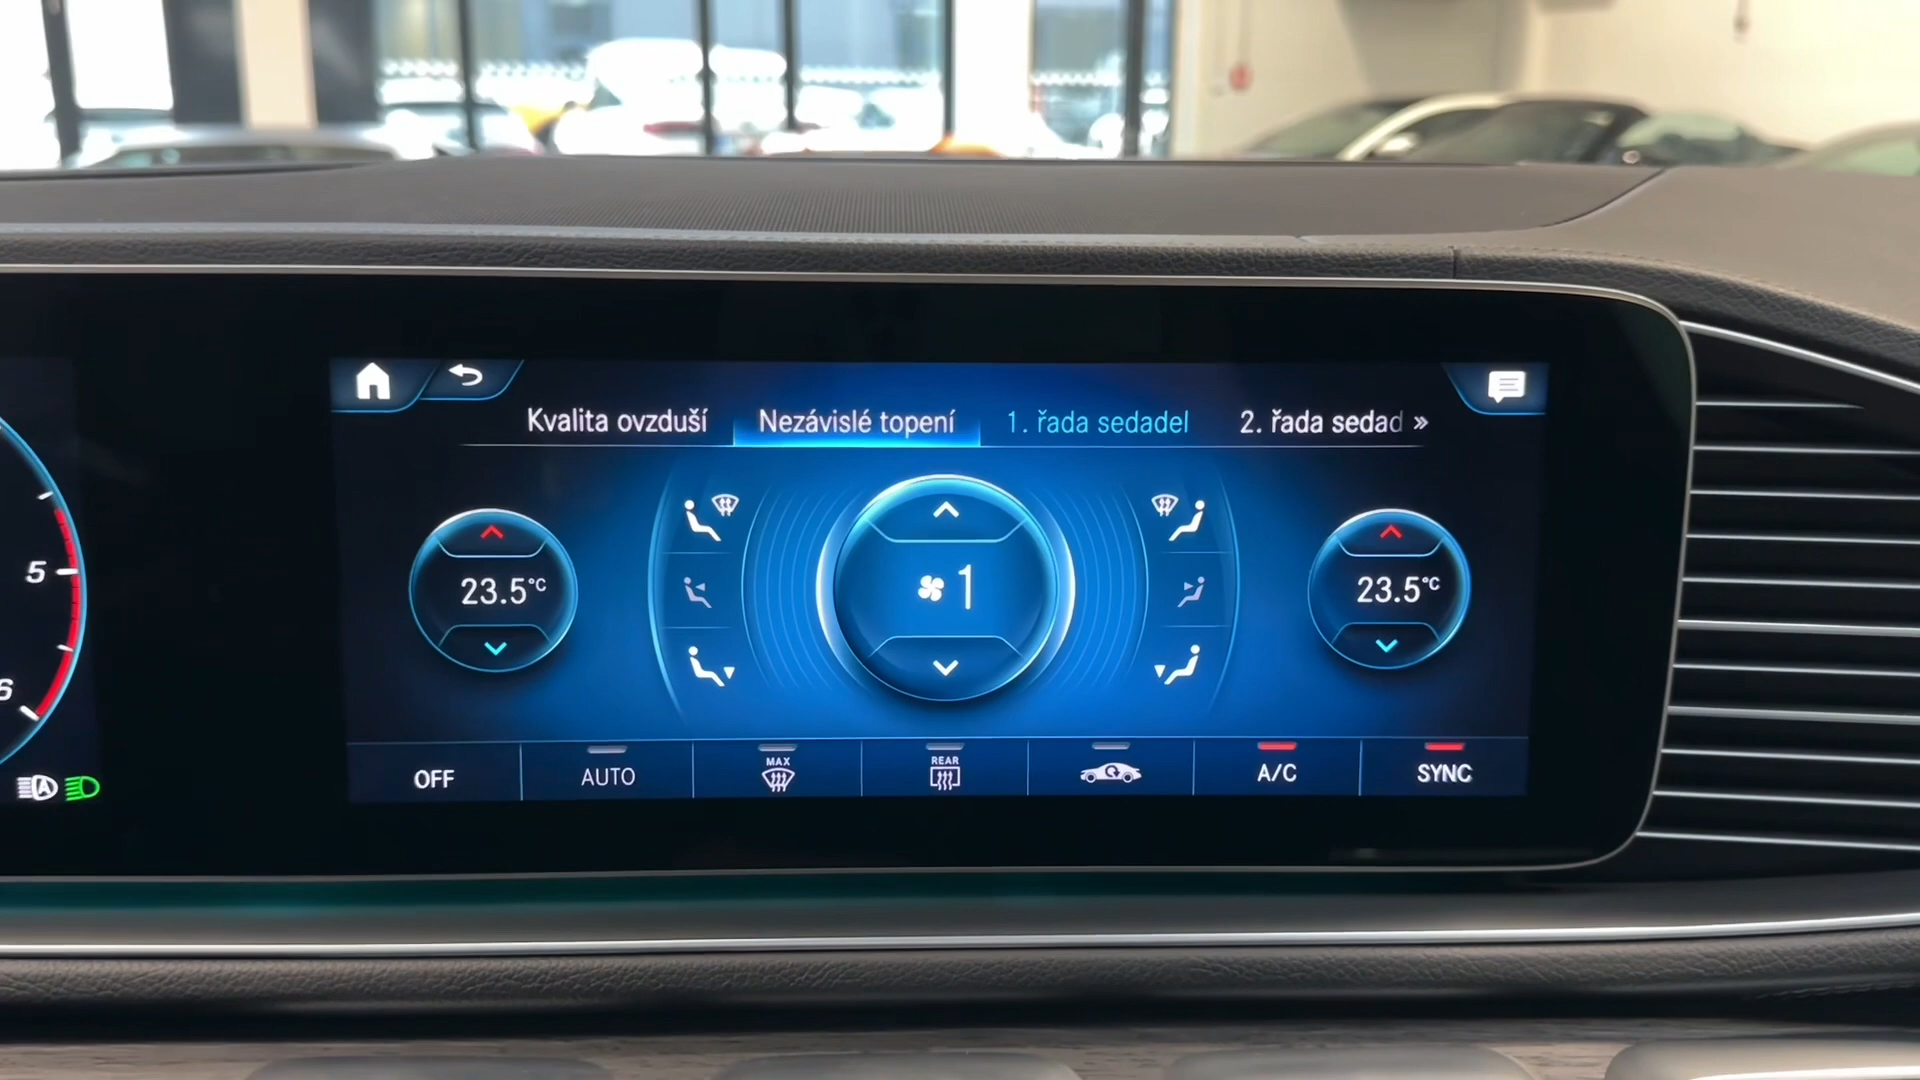 Kvalita ovzduší Nezávislé topení 1. řada sedadel 2. řada sedad »
23.5°C 1 23.5°C
5
6
OFF AUTO MAX REAR A/C SYNC
A